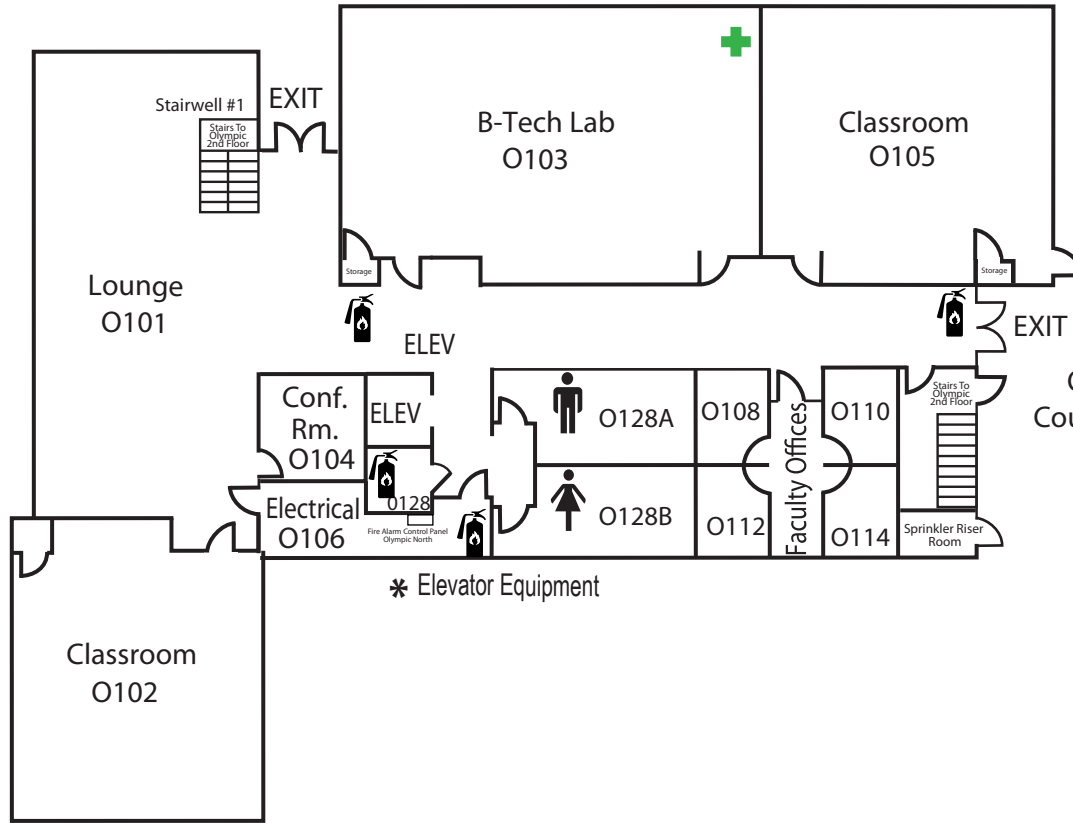 Stairwell #1
EXIT
Stairs To
Olympic
2nd Floor
B-Tech Lab
O103
Classroom
O105
Storage
Storage
Lounge
O101
EXIT
ELEV
Conf.
Rm.
O104
ELEV
O128A
O108
O110
Stairs To
Olympic
2nd Floor
Faculty Offices
Electrical
O106
0128
Fire Alarm Control Panel
Olympic North
O128B
O112
O114
Sprinkler Riser
Room
* Elevator Equipment
Classroom
O102